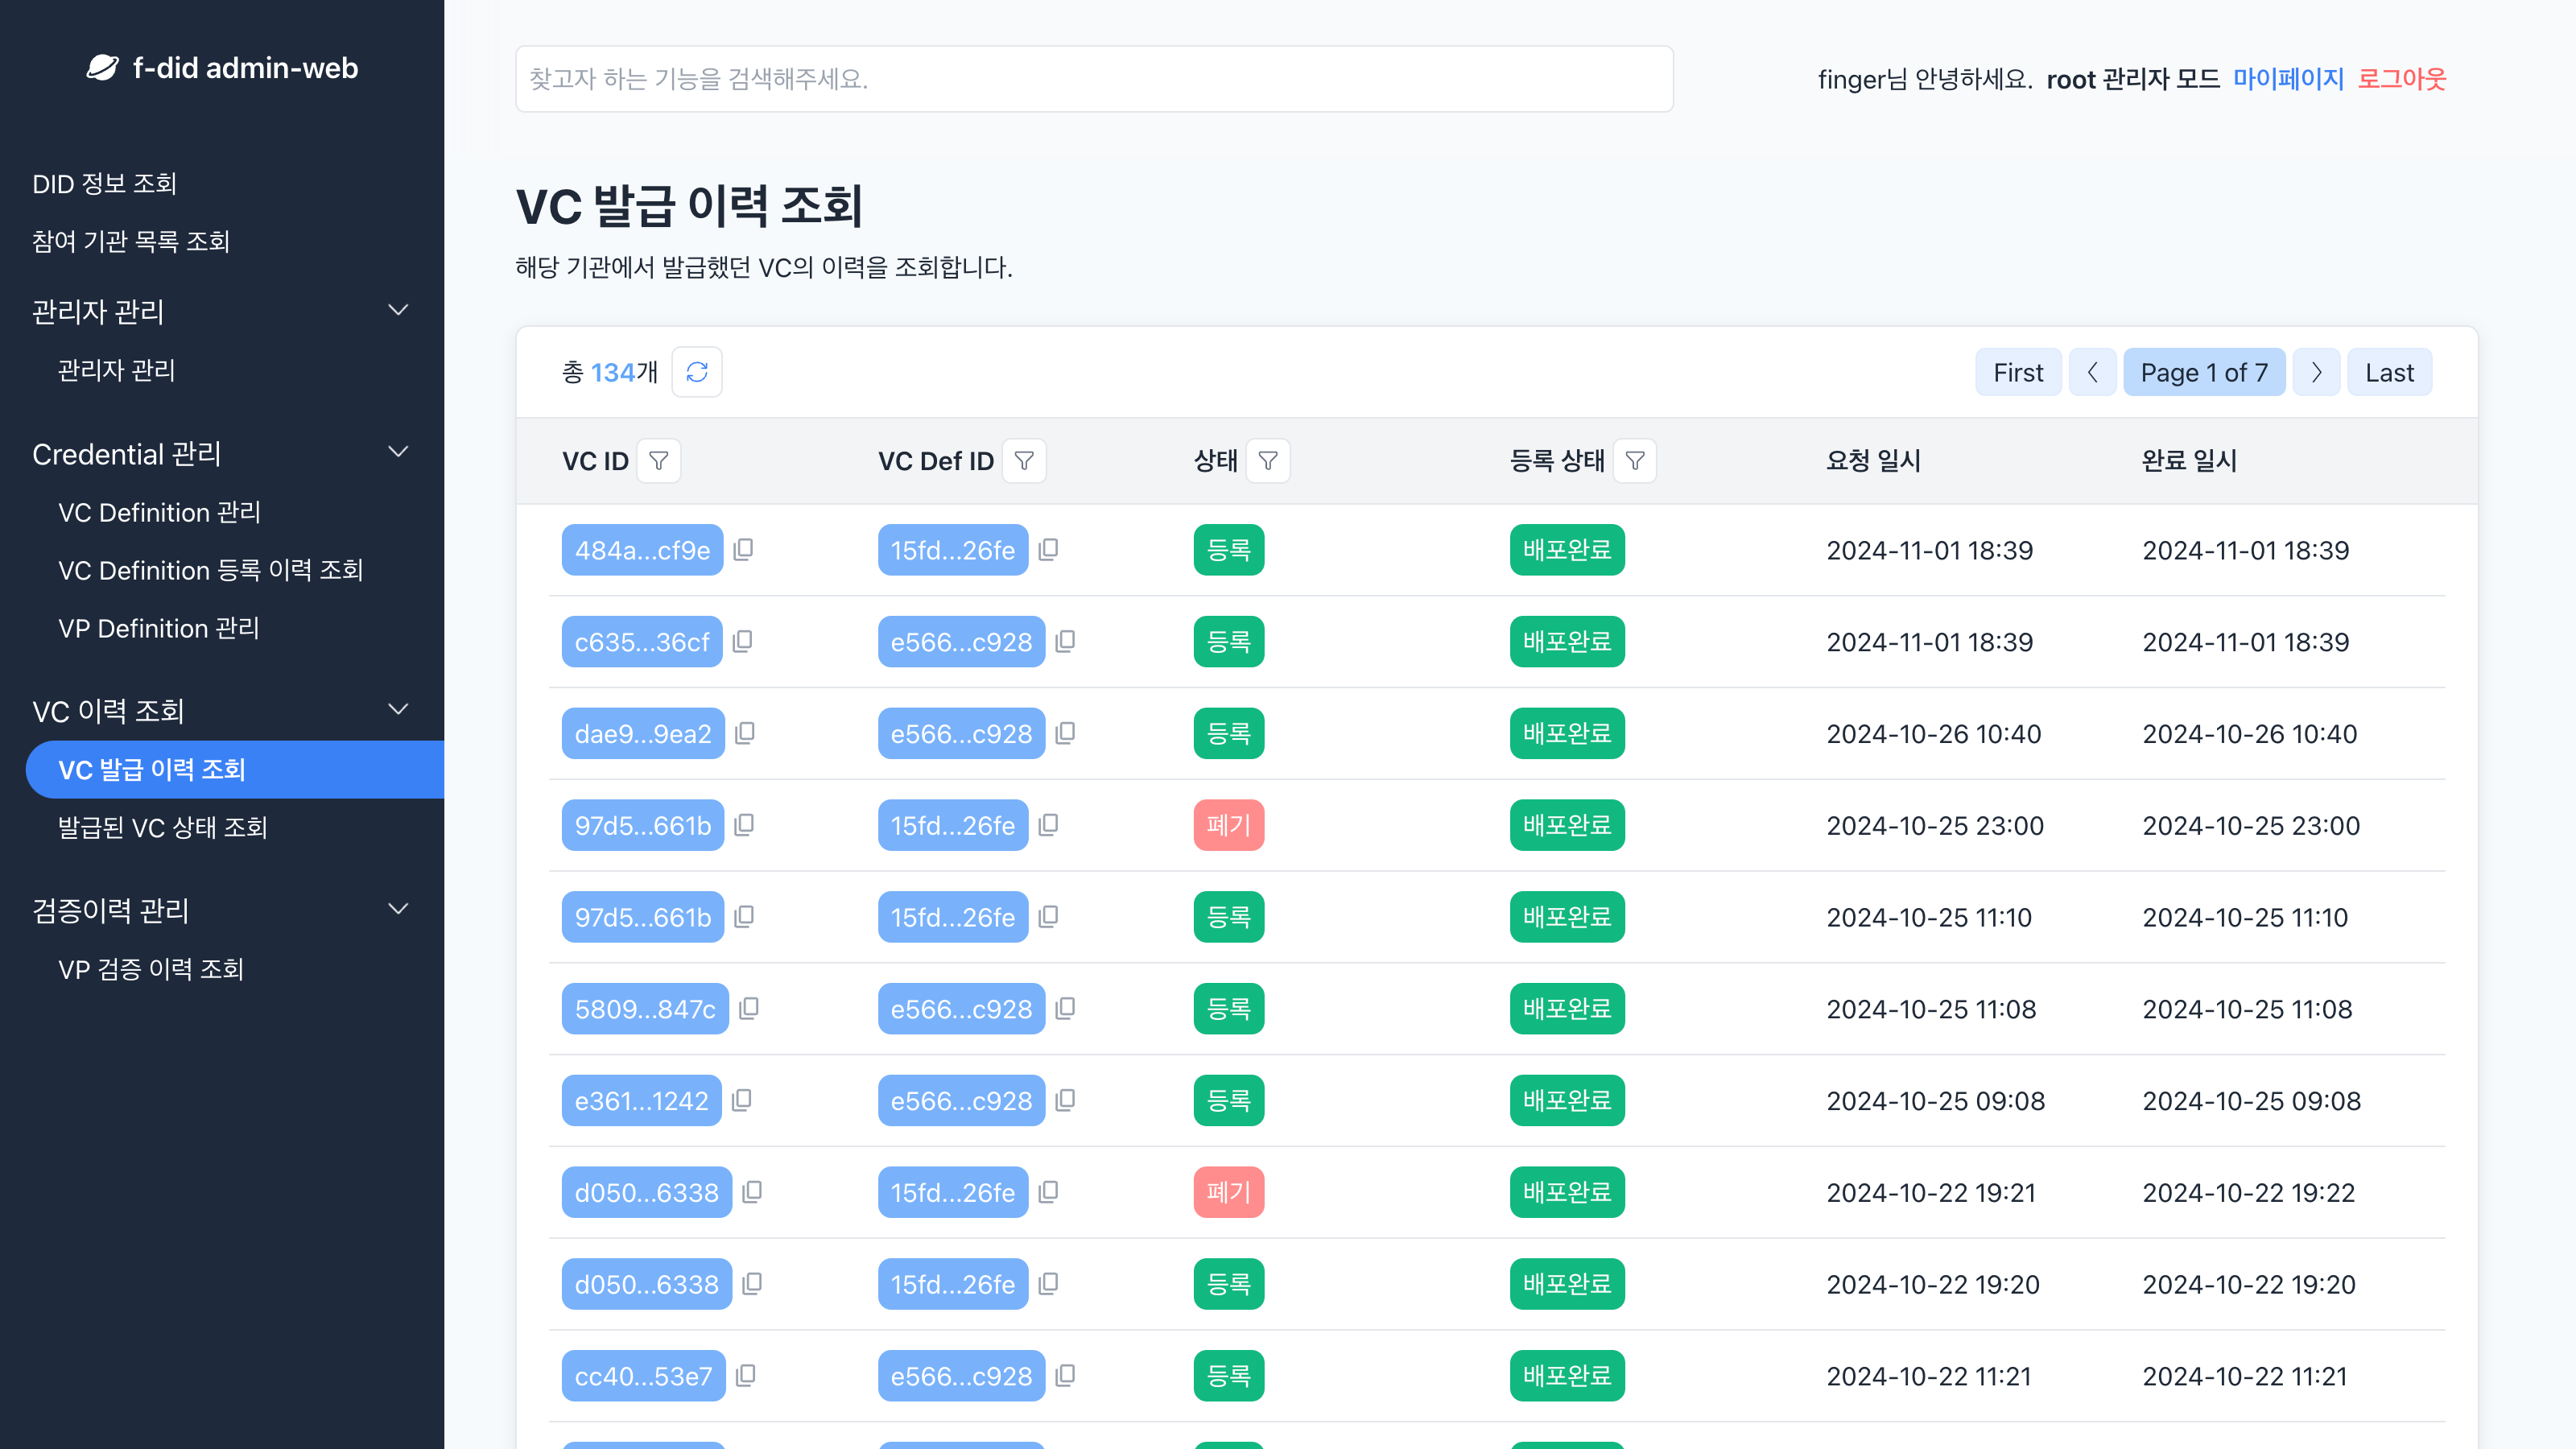 f-did admin-web
DID 정보 조회
참여 기관 목록 조회
관리자 관리
관리자 관리
Credential 관리
VC Definition 관리
VC Definition 등록 이력 조회
VP Definition 관리
VC 이력 조회
VC 발급 이력 조회
발급된 VC 상태 조회
검증이력 관리
VP 검증 이력 조회
찾고자 하는 기능을 검색해주세요.
finger님 안녕하세요. root 관리자 모드 마이페이지 로그아웃
VC 발급 이력 조회
해당 기관에서 발급했던 VC의 이력을 조회합니다.
총 134개 First Page 1 of 7 Last
VC ID VC Def ID 상태 등록 상태 요청 일시 완료 일시
484a...cf9e 15fd...26fe 등록 배포완료 2024-11-01 18:39 2024-11-01 18:39
c635...36cf e566...c928 등록 배포완료 2024-11-01 18:39 2024-11-01 18:39
dae9...9ea2 e566...c928 등록 배포완료 2024-10-26 10:40 2024-10-26 10:40
97d5...661b 15fd...26fe 폐기 배포완료 2024-10-25 23:00 2024-10-25 23:00
97d5...661b 15fd...26fe 등록 배포완료 2024-10-25 11:10 2024-10-25 11:10
5809...847c e566...c928 등록 배포완료 2024-10-25 11:08 2024-10-25 11:08
e361...1242 e566...c928 등록 배포완료 2024-10-25 09:08 2024-10-25 09:08
d050...6338 15fd...26fe 폐기 배포완료 2024-10-22 19:21 2024-10-22 19:22
d050...6338 15fd...26fe 등록 배포완료 2024-10-22 19:20 2024-10-22 19:20
cc40...53e7 e566...c928 등록 배포완료 2024-10-22 11:21 2024-10-22 11:21